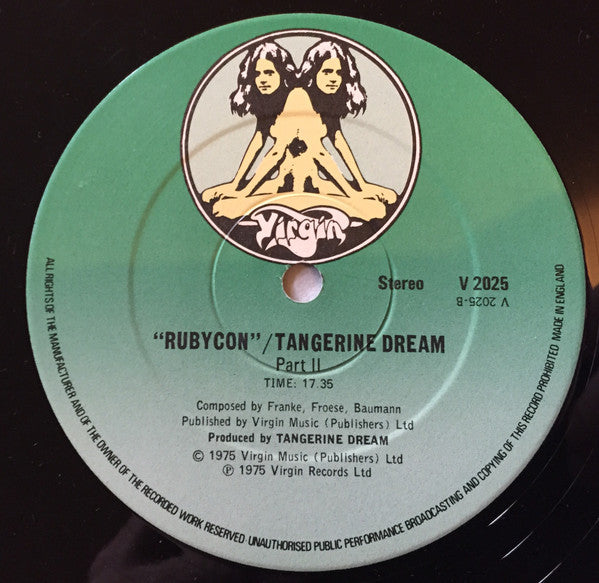 Virgin
Stereo V 2025
V 2025-B
"RUBYCON"/TANGERINE DREAM
Part II
TIME: 17.35
Composed by Franke, Froese, Baumann
Published by Virgin Music (Publishers) Ltd
Produced by TANGERINE DREAM
© 1975 Virgin Music (Publishers) Ltd
℗ 1975 Virgin Records Ltd
ALL RIGHTS OF THE MANUFACTURER AND OF THE OWNER OF THE RECORDED WORK RESERVED UNAUTHORISED PUBLIC PERFORMANCE BROADCASTING AND COPYING OF THIS RECORD PROHIBITED MADE IN ENGLAND